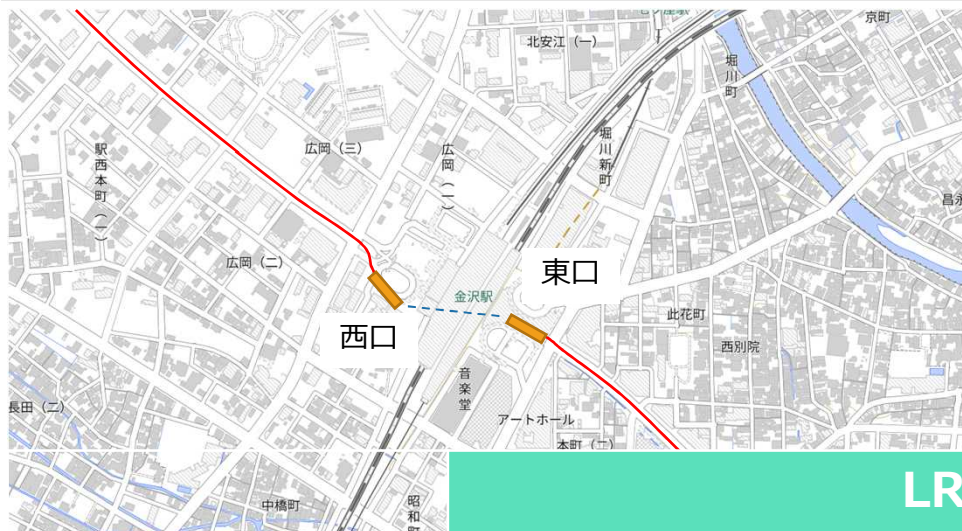 京町
北安江(一)
堀川町
堀川新町
広岡(三)
広岡(一)
駅西本町(一)
昌永
広岡(二)
東口
金沢駅
此花町
西口
西別院
音楽堂
長田(二)
アートホール
本町(二)
LR
中橋町
昭和町